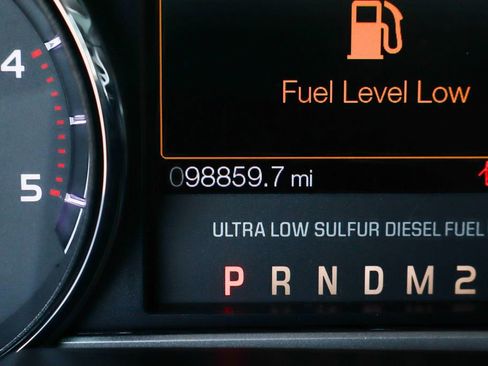 4
Fuel Level Low
098859.7 mi
5
ULTRA LOW SULFUR DIESEL FUEL
P R N D M 2